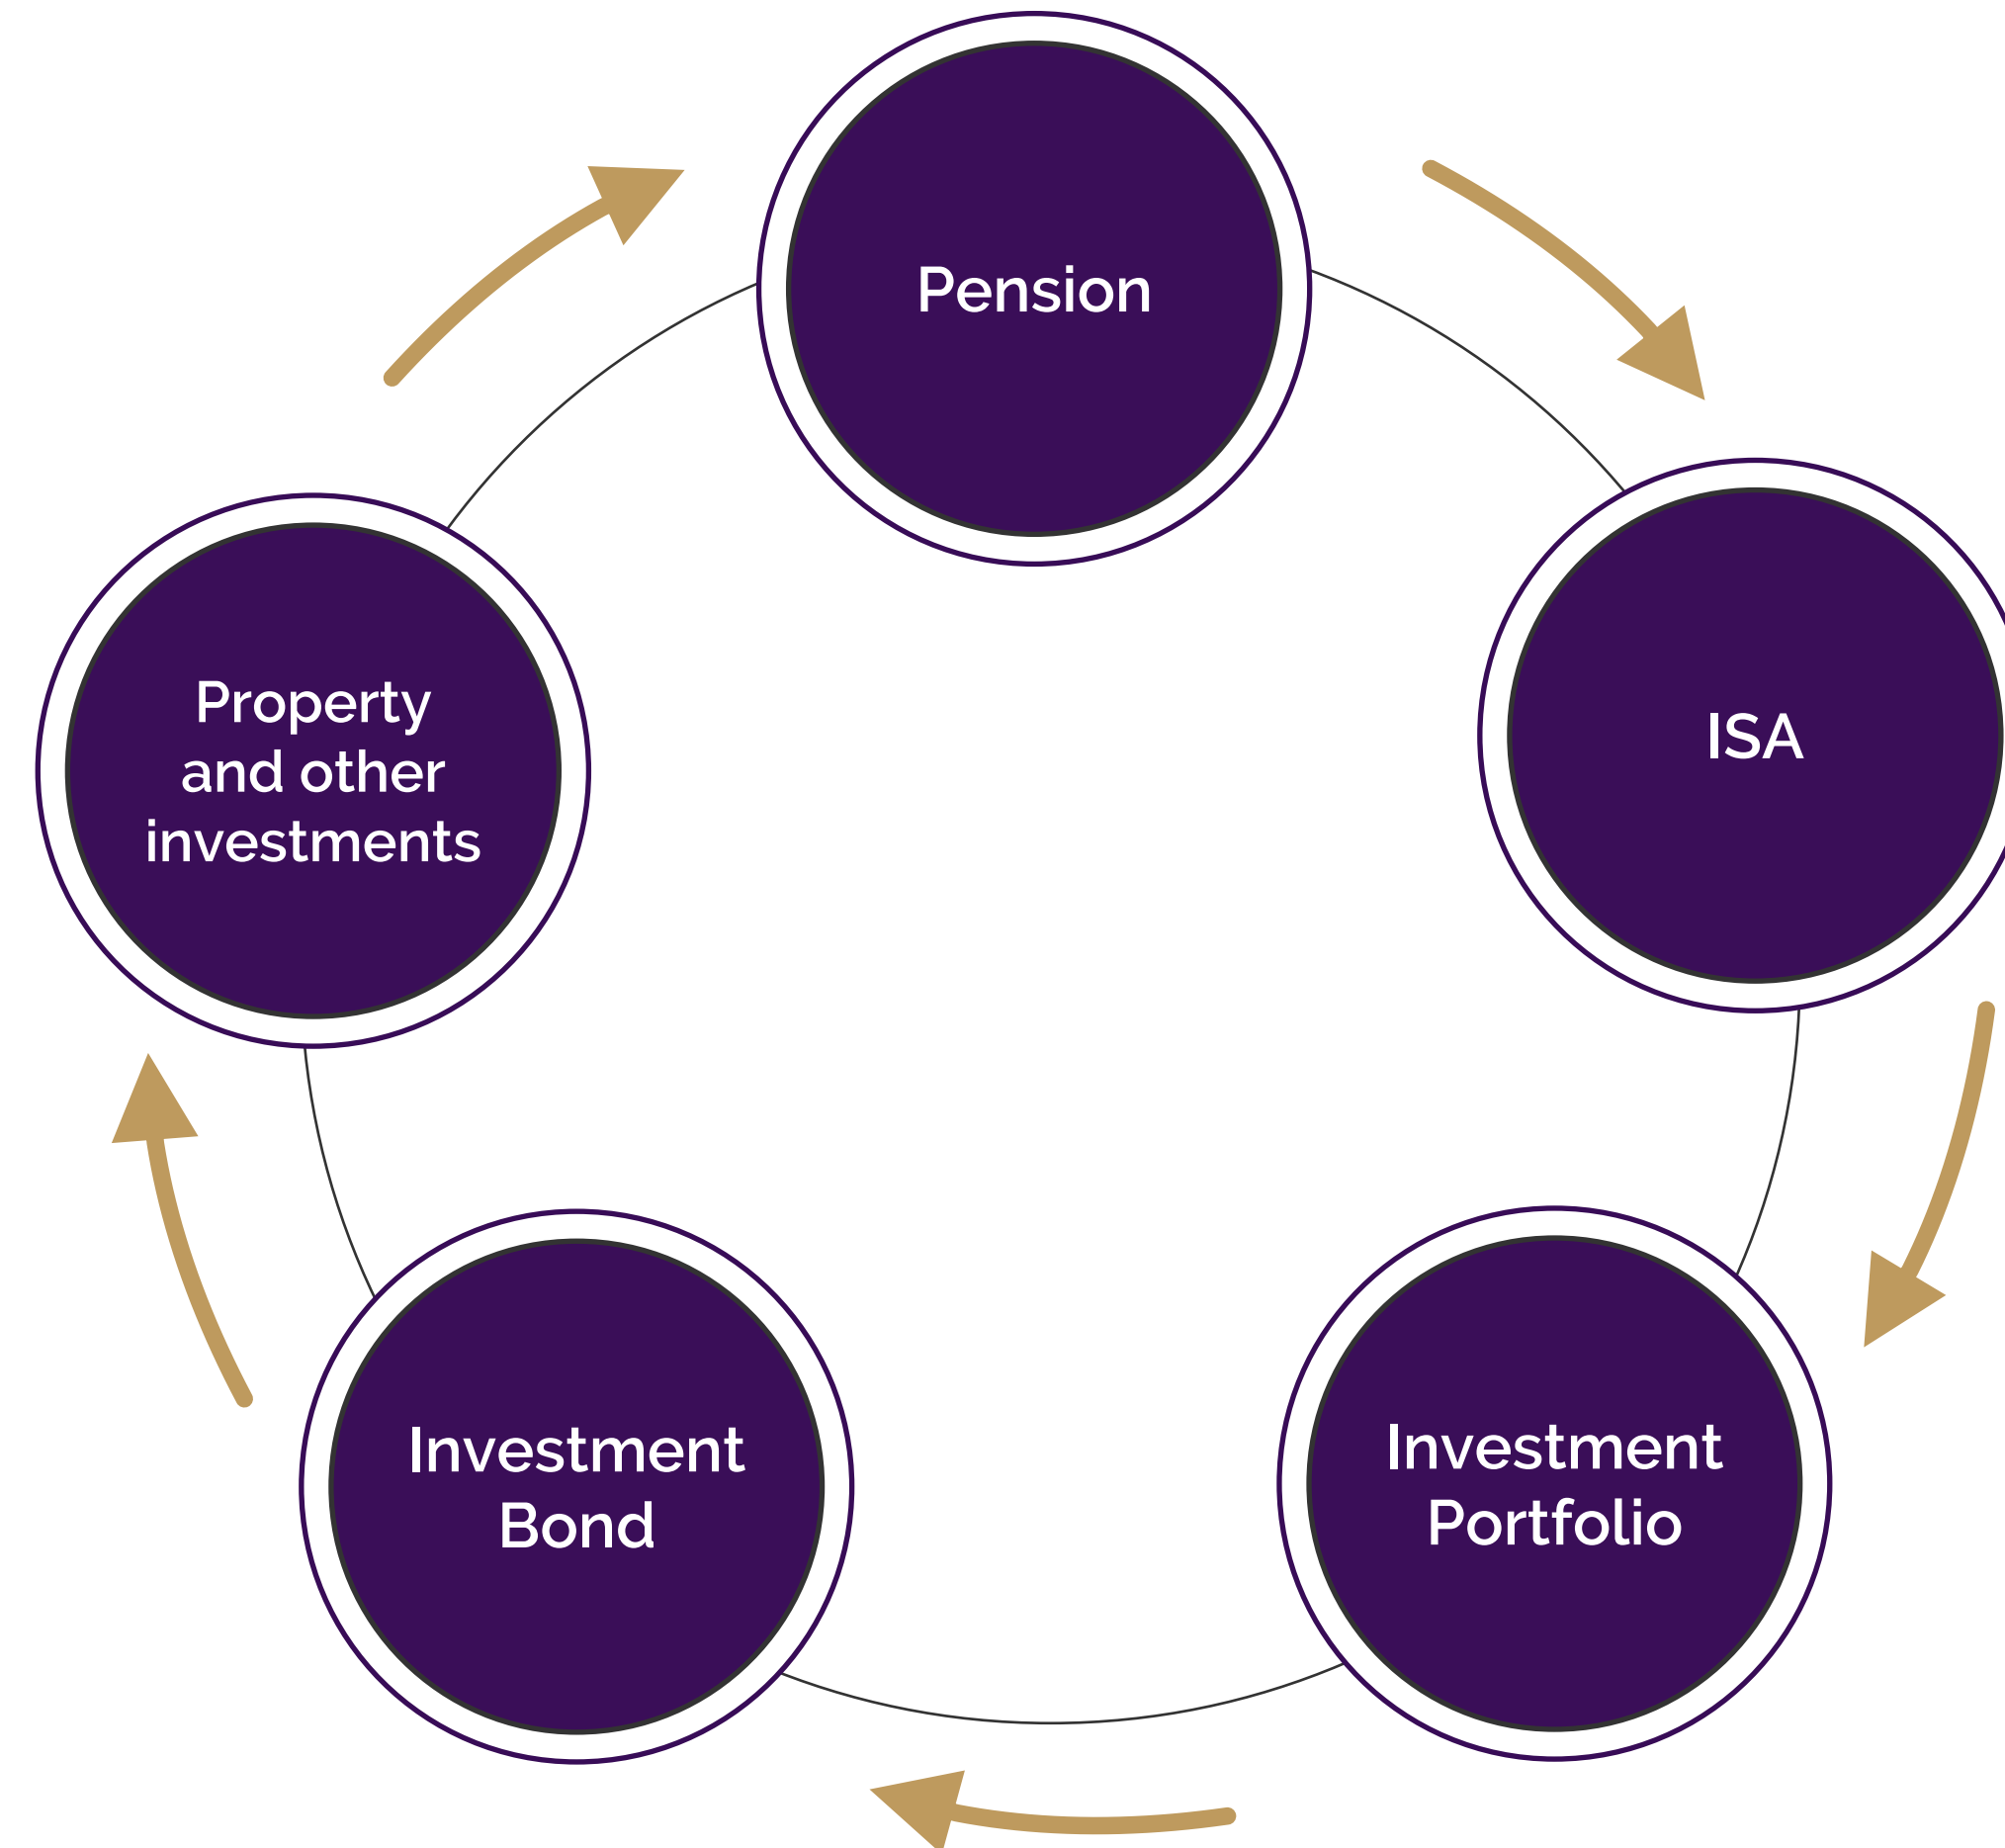 Pension
ISA
Property
and other
investments
Investment
Portfolio
Investment
Bond